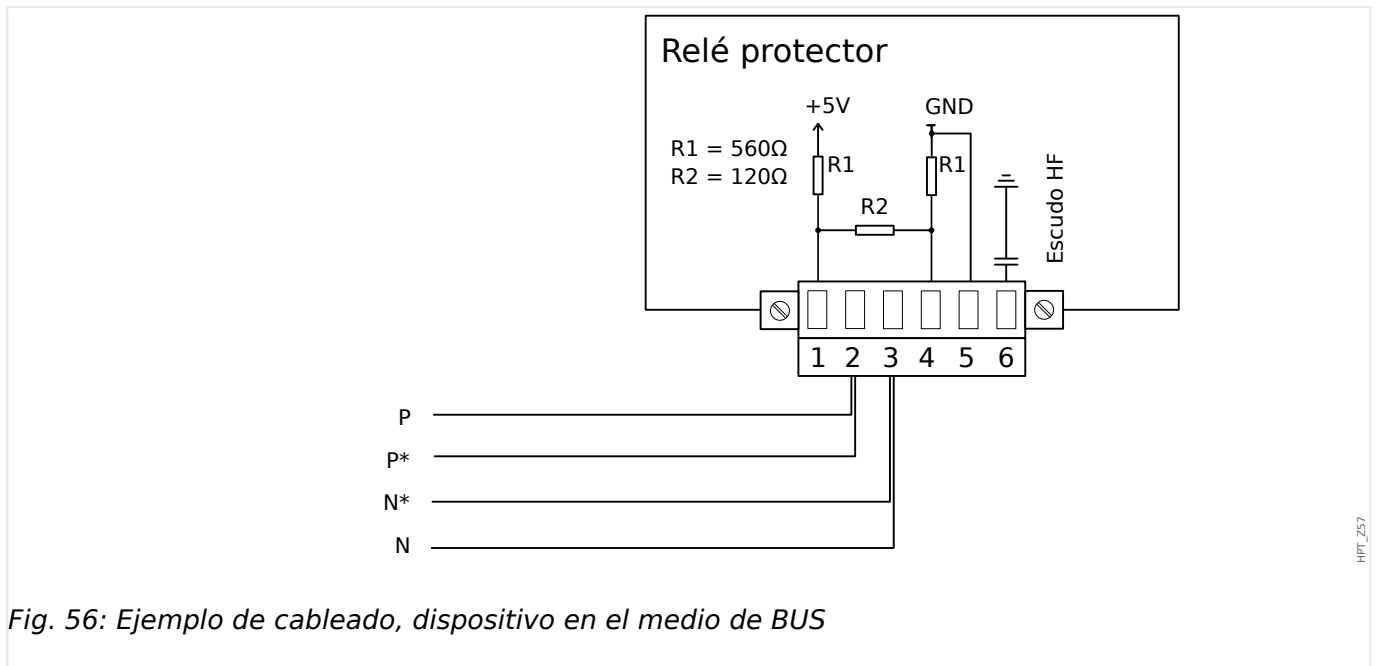 Relé protector
+5V
GND
R1 = 560Ω
R2 = 120Ω
R1
R1
R2
Escudo HF
1 2 3 4 5 6
P
P*
N*
N
HPT_Z57
Fig. 56: Ejemplo de cableado, dispositivo en el medio de BUS